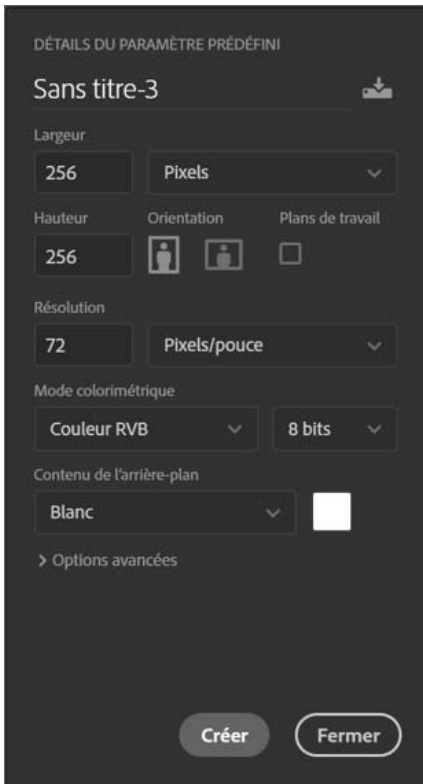 DÉTAILS DU PARAMÈTRE PRÉDÉFINI
Sans titre-3
Largeur
256 Pixels
Hauteur Orientation Plans de travail
256
Résolution
72 Pixels/pouce
Mode colorimétrique
Couleur RVB 8 bits
Contenu de l'arrière-plan
Blanc
> Options avancées
Créer Fermer